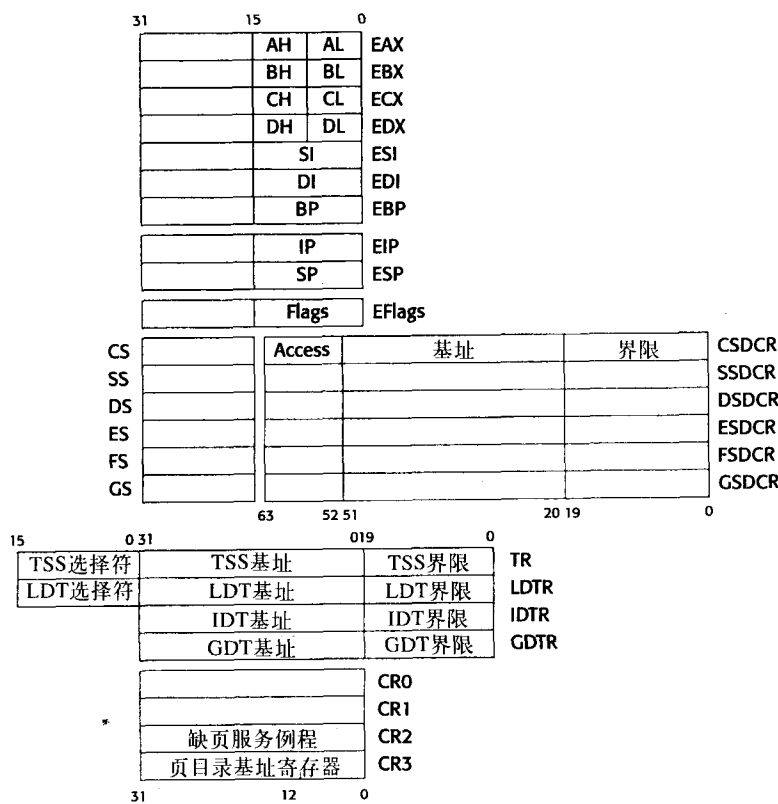 31 15 0
AH AL EAX
BH BL EBX
CH CL ECX
DH DL EDX
SI ESI
DI EDI
BP EBP
IP EIP
SP ESP
Flags EFlags
CS Access 基址 界限 CSDCR
SS SSDCR
DS DSDCR
ES ESDCR
FS FSDCR
GS GSDCR
63 52 51 20 19 0
15 0 31 0 19 0
TSS选择符 TSS基址 TSS界限 TR
LDT选择符 LDT基址 LDT界限 LDTR
IDT基址 IDT界限 IDTR
GDT基址 GDT界限 GDTR
CR0
CR1
缺页服务例程 CR2
页目录基址寄存器 CR3
31 12 0